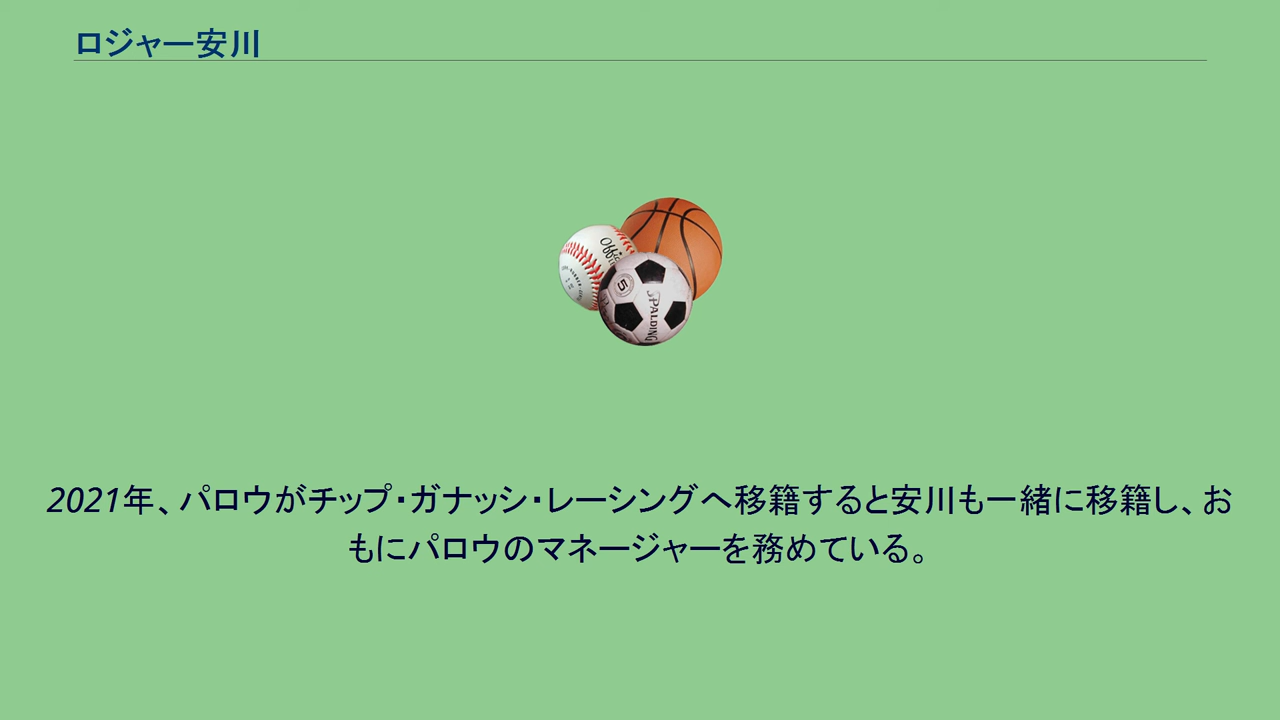 ロジャー安川
Offici
5
SPALDING
2021年、パロウがチップ・ガナッシ・レーシングへ移籍すると安川も一緒に移籍し、お
もにパロウのマネージャーを務めている。